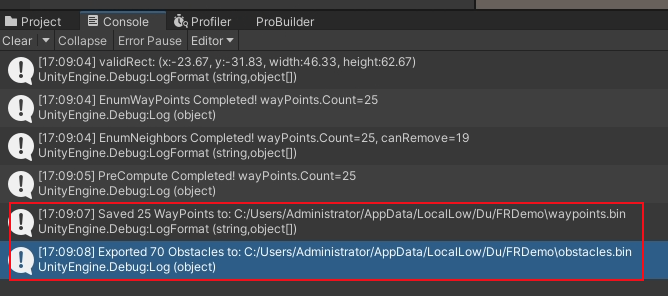 Project Console Profiler ProBuilder
Clear Collapse Error Pause Editor
[17:09:04] validRect: (x:-23.67, y:-31.83, width:46.33, height:62.67)
UnityEngine.Debug:LogFormat (string,object[])
[17:09:04] EnumWayPoints Completed! wayPoints.Count=25
UnityEngine.Debug:Log (object)
[17:09:04] EnumNeighbors Completed! wayPoints.Count=25, canRemove=19
UnityEngine.Debug:LogFormat (string,object[])
[17:09:05] PreCompute Completed! wayPoints.Count=25
UnityEngine.Debug:Log (object)
[17:09:07] Saved 25 WayPoints to: C:/Users/Administrator/AppData/LocalLow/Du/FRDemo\waypoints.bin
UnityEngine.Debug:LogFormat (string,object[])
[17:09:08] Exported 70 Obstacles to: C:/Users/Administrator/AppData/LocalLow/Du/FRDemo\obstacles.bin
UnityEngine.Debug:Log (object)